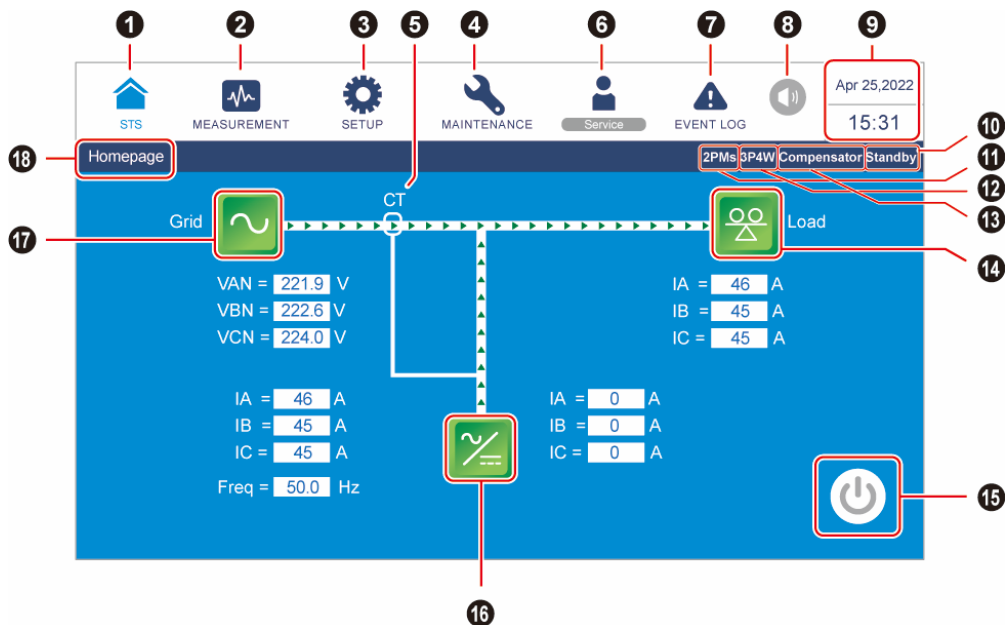 1 2 3 5 4 6 7 8 9
STS MEASUREMENT SETUP MAINTENANCE Service EVENT LOG Apr 25,2022
15:31
10
18 Homepage 2PMs 3P4W Compensator Standby 11
12
CT 13
17 Grid Load 14
VAN = 221.9 V IA = 46 A
VBN = 222.6 V IB = 45 A
VCN = 224.0 V IC = 45 A
IA = 46 A IA = 0 A
IB = 45 A IB = 0 A
IC = 45 A IC = 0 A
Freq = 50.0 Hz
15
16